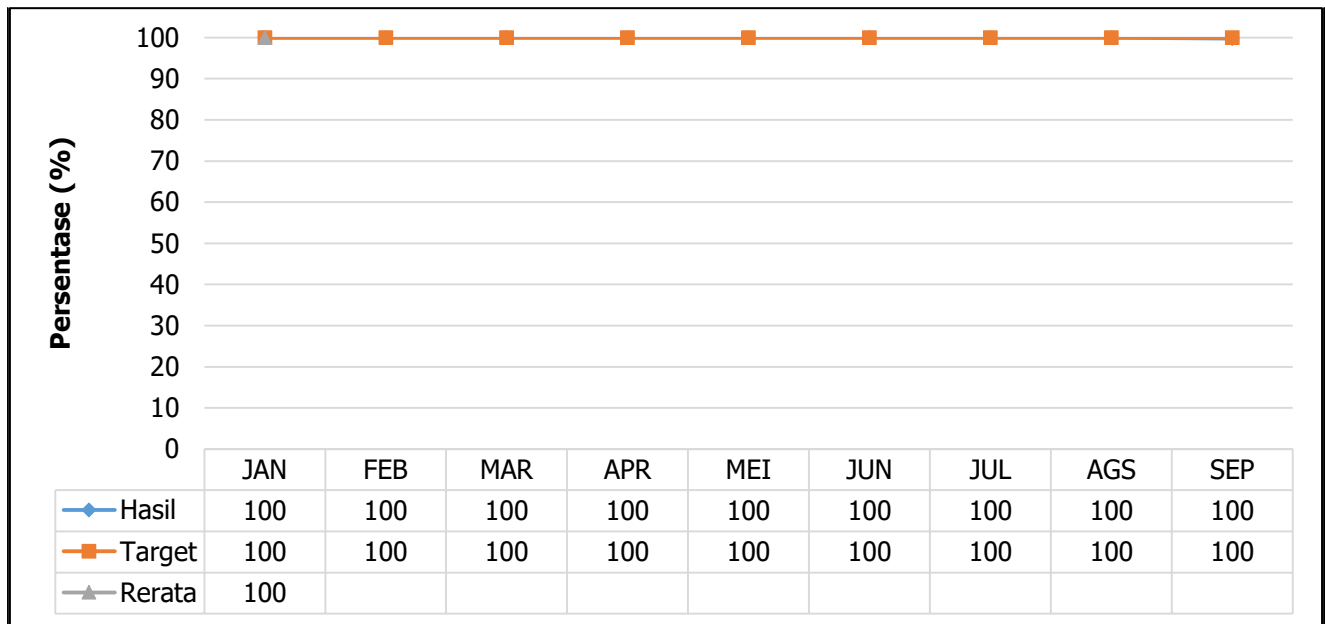 Persentase (%)
100
90
80
70
60
50
40
30
20
10
0
JAN FEB MAR APR MEI JUN JUL AGS SEP
Hasil 100 100 100 100 100 100 100 100 100
Target 100 100 100 100 100 100 100 100 100
Rerata 100